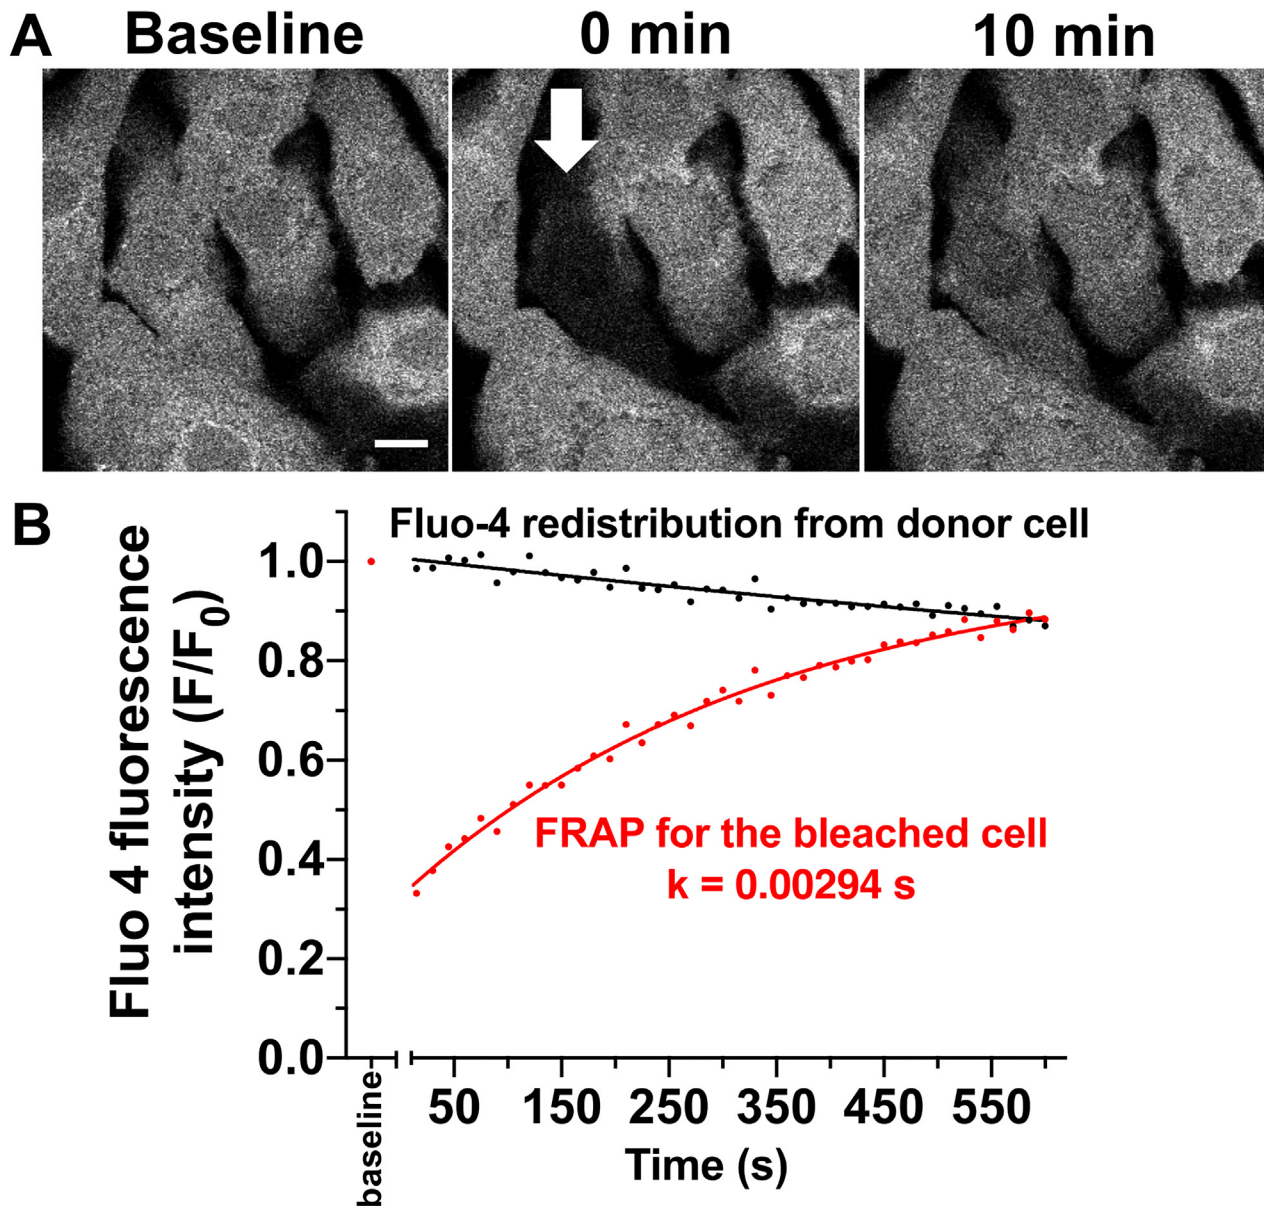 A
Baseline
0 min
10 min
B
Fluo 4 fluorescence
intensity (F/F0)
1.0
0.8
0.6
0.4
0.2
0.0
Fluo-4 redistribution from donor cell
FRAP for the bleached cell
k = 0.00294 s
baseline
50
150
250
350
450
550
Time (s)